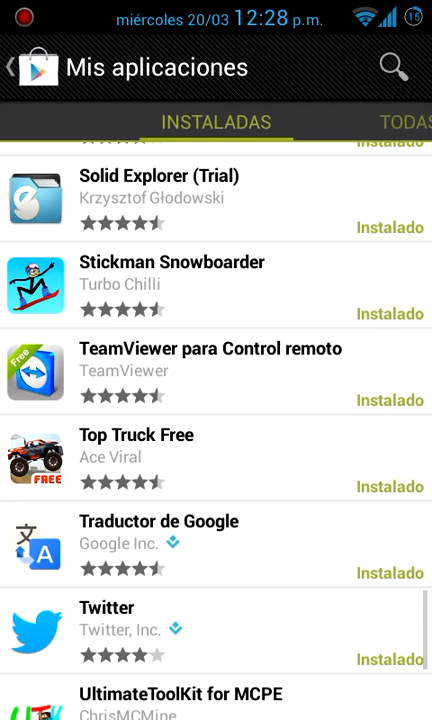 miércoles 20/03 12:28 p.m.
15
Mis aplicaciones
INSTALADAS
TODAS
Instalado
Solid Explorer (Trial)
Krzysztof Głodowski
Instalado
Stickman Snowboarder
Turbo Chilli
Instalado
Free
TeamViewer para Control remoto
TeamViewer
Instalado
FREE
Top Truck Free
Ace Viral
Instalado
文
A
Traductor de Google
Google Inc.
Instalado
Twitter
Twitter, Inc.
Instalado
UltimateToolKit for MCPE
ChrisMCMine